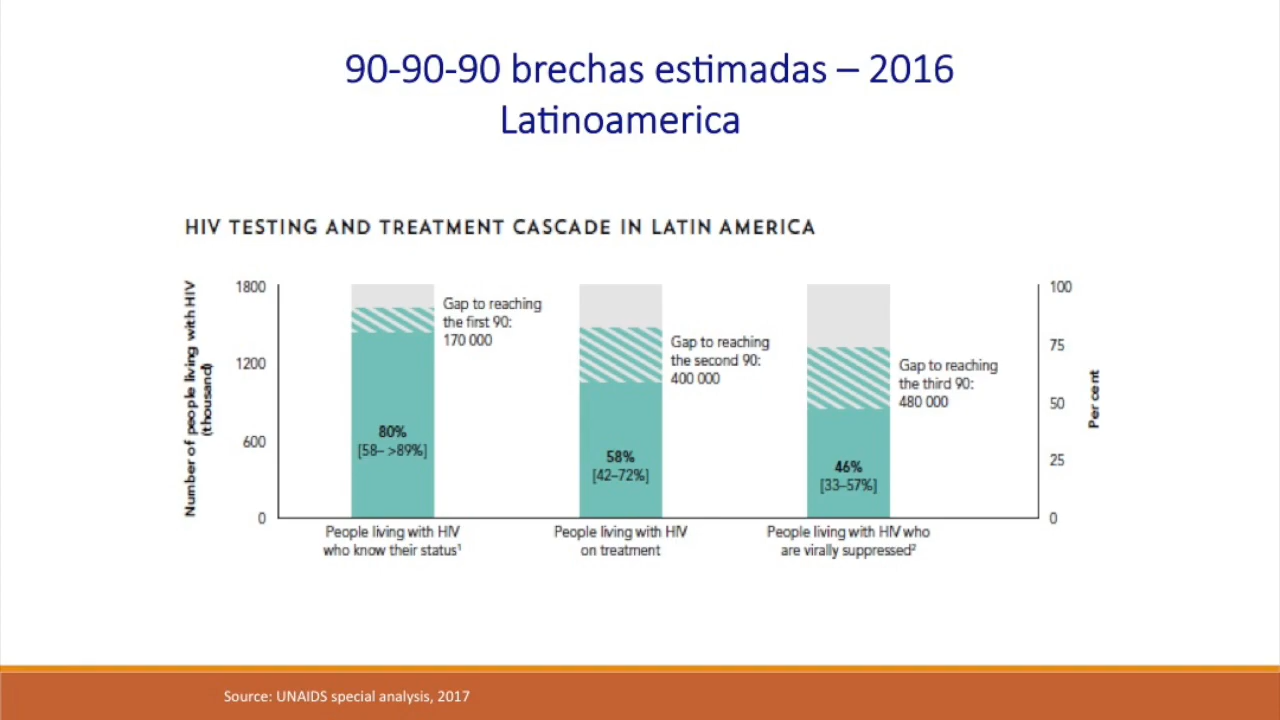 90-90-90 brechas estimadas – 2016
Latinoamerica
HIV TESTING AND TREATMENT CASCADE IN LATIN AMERICA
Number of people living with HIV
(thousand)
1800
1200
600
0
Gap to reaching
the first 90:
170 000
80%
[58– >89%]
Gap to reaching
the second 90:
400 000
58%
[42–72%]
Gap to reaching
the third 90:
480 000
46%
[33–57%]
100
75
50
25
0
Per cent
People living with HIV
who know their status¹
People living with HIV
on treatment
People living with HIV who
are virally suppressed²
Source: UNAIDS special analysis, 2017